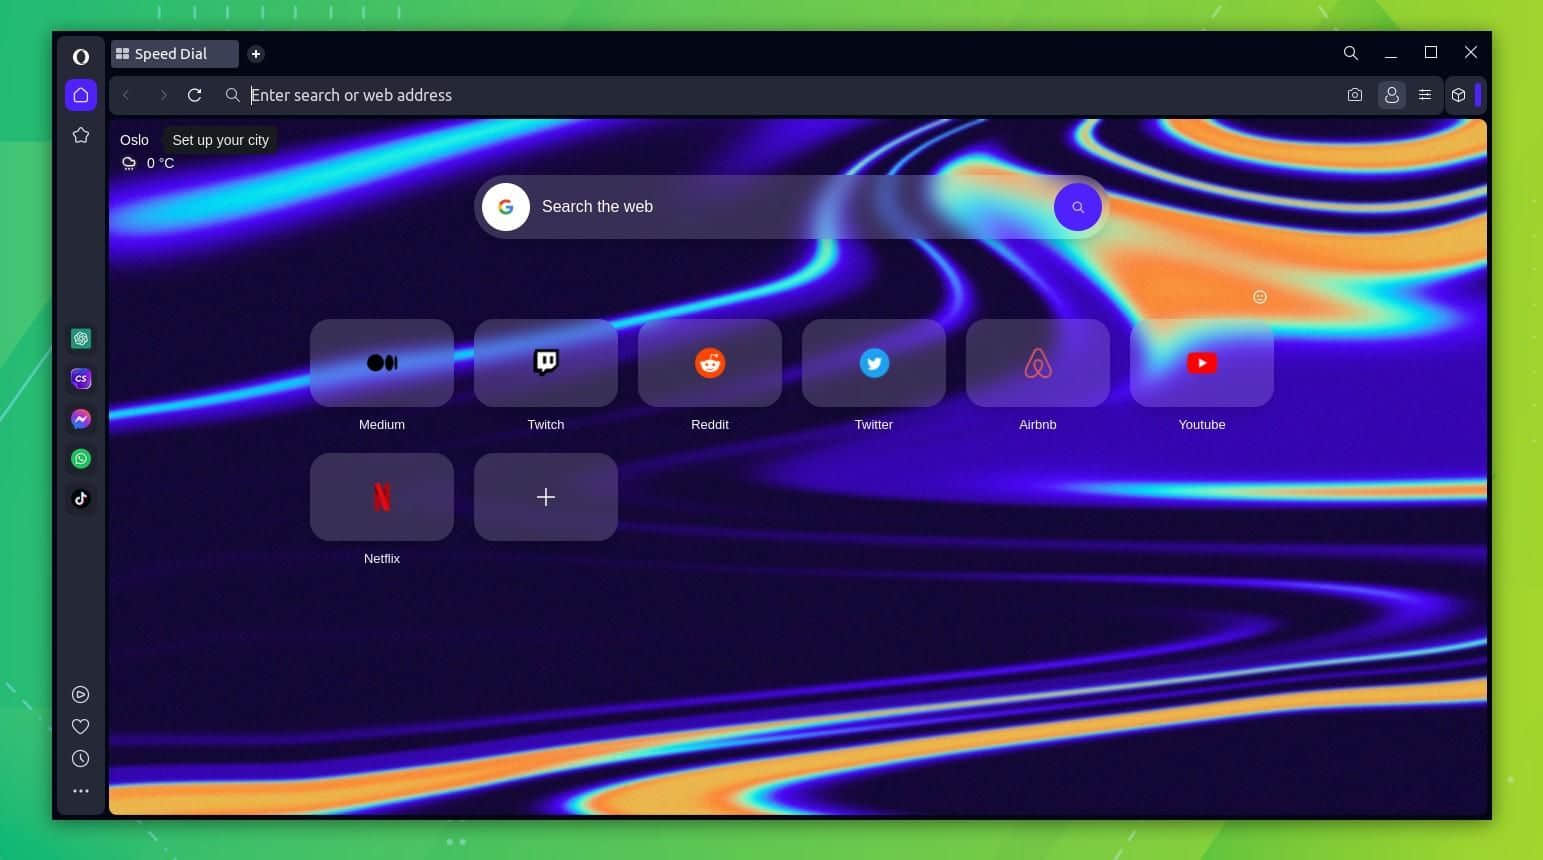 Speed Dial
Enter search or web address
Oslo
Set up your city
0 °C
G
Search the web
CS
Medium
Twitch
Reddit
Twitter
Airbnb
Youtube
N
Netflix